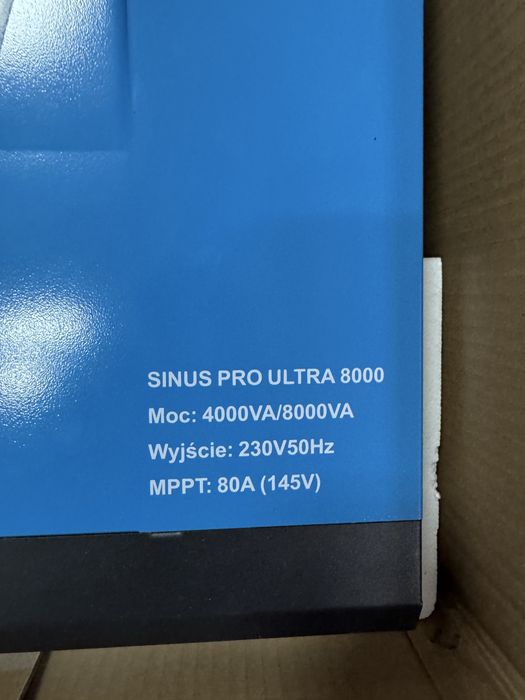 SINUS PRO ULTRA 8000
Moc: 4000VA/8000VA
Wyjście: 230V50Hz
MPPT: 80A (145V)